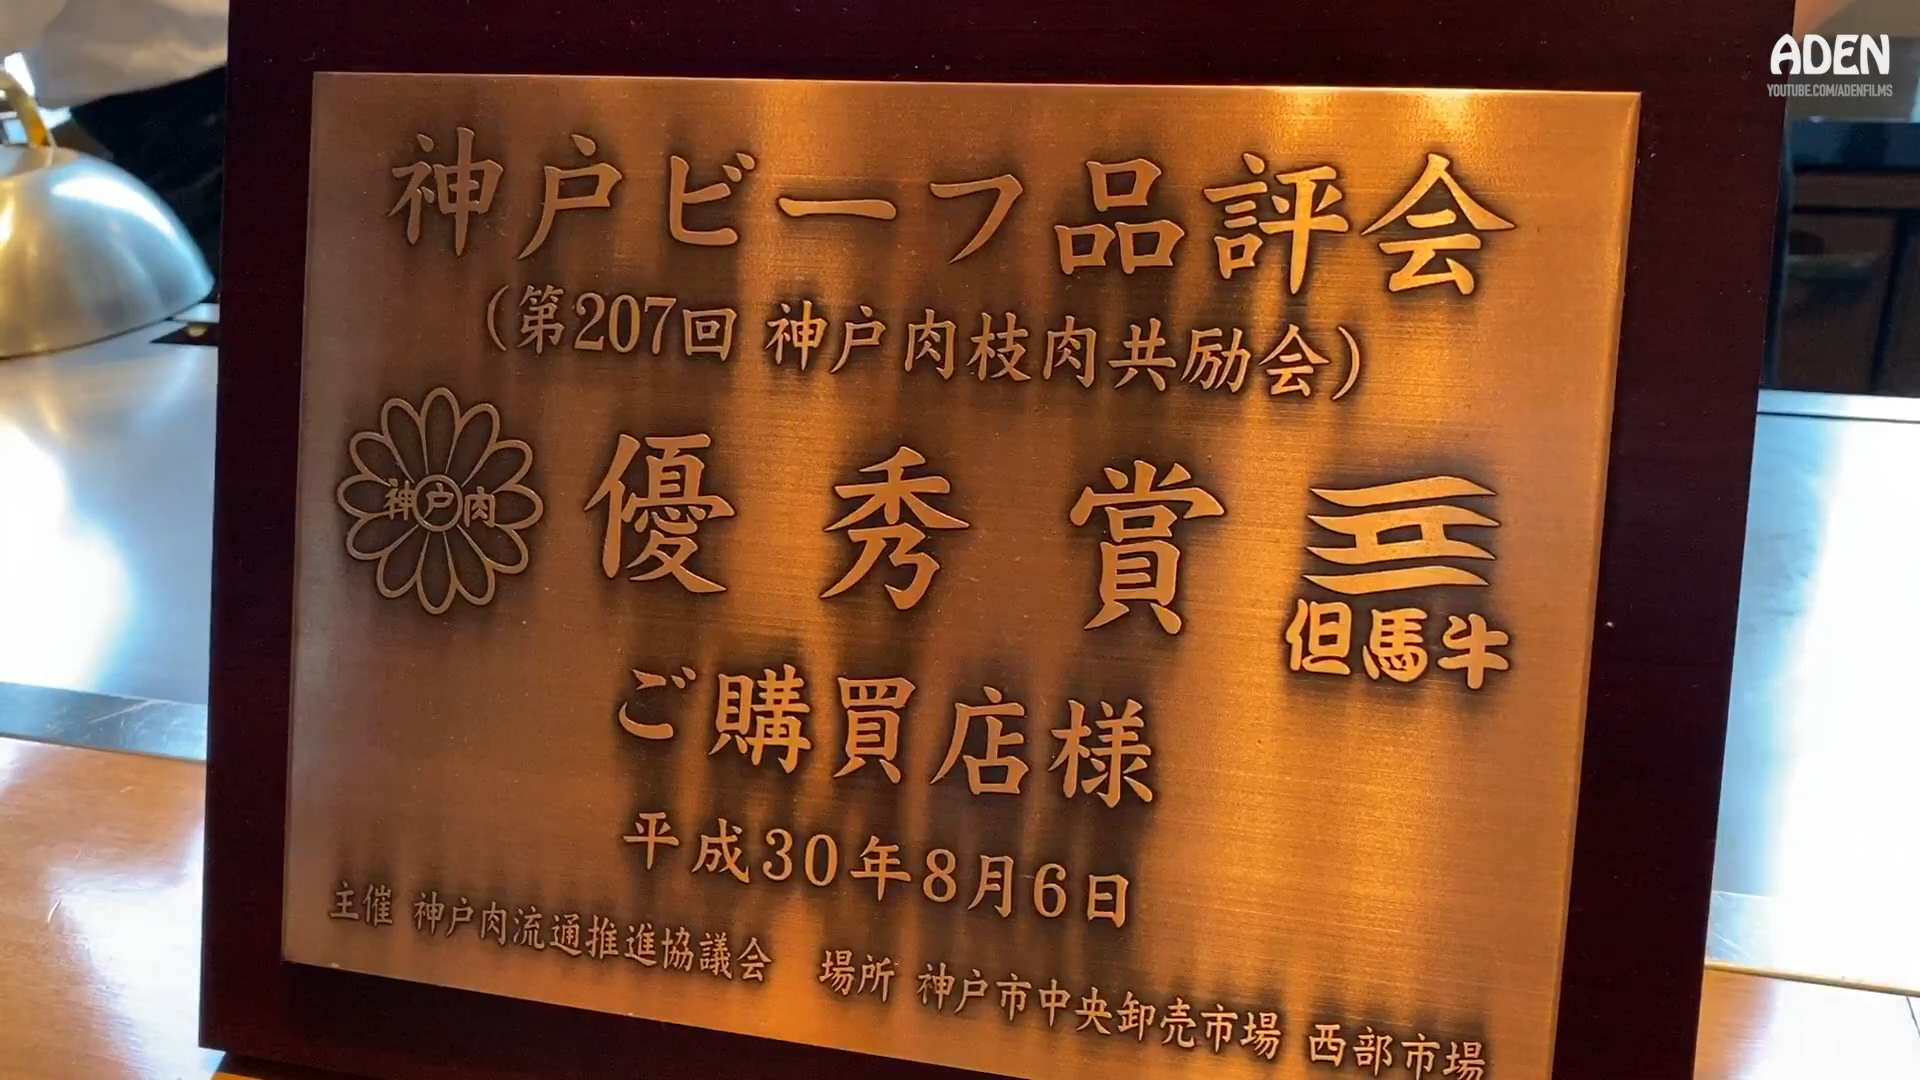 ADEN
YOUTUBE.COM/ADENFILMS
神戸ビーフ品評会
(第207回 神戸肉枝肉共励会)
神戸肉
優秀賞
但馬牛
ご購買店様
平成30年8月6日
主催 神戸肉流通推進協議会 場所 神戸市中央卸売市場 西部市場